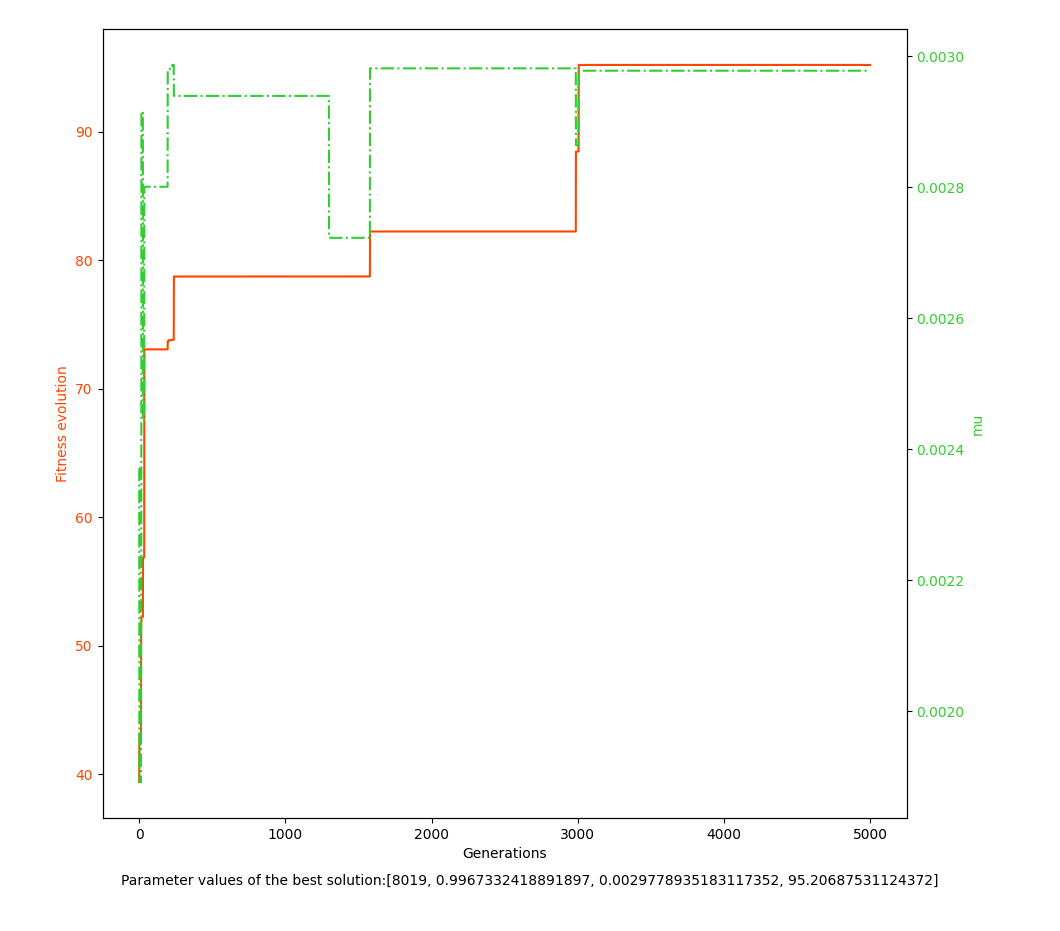 90
80
70
60
50
40
Fitness evolution
0.0030
0.0028
0.0026
0.0024
0.0022
0.0020
mu
0 1000 2000 3000 4000 5000
Generations
Parameter values of the best solution:[8019, 0.9967332418891897, 0.0029778935183117352, 95.20687531124372]